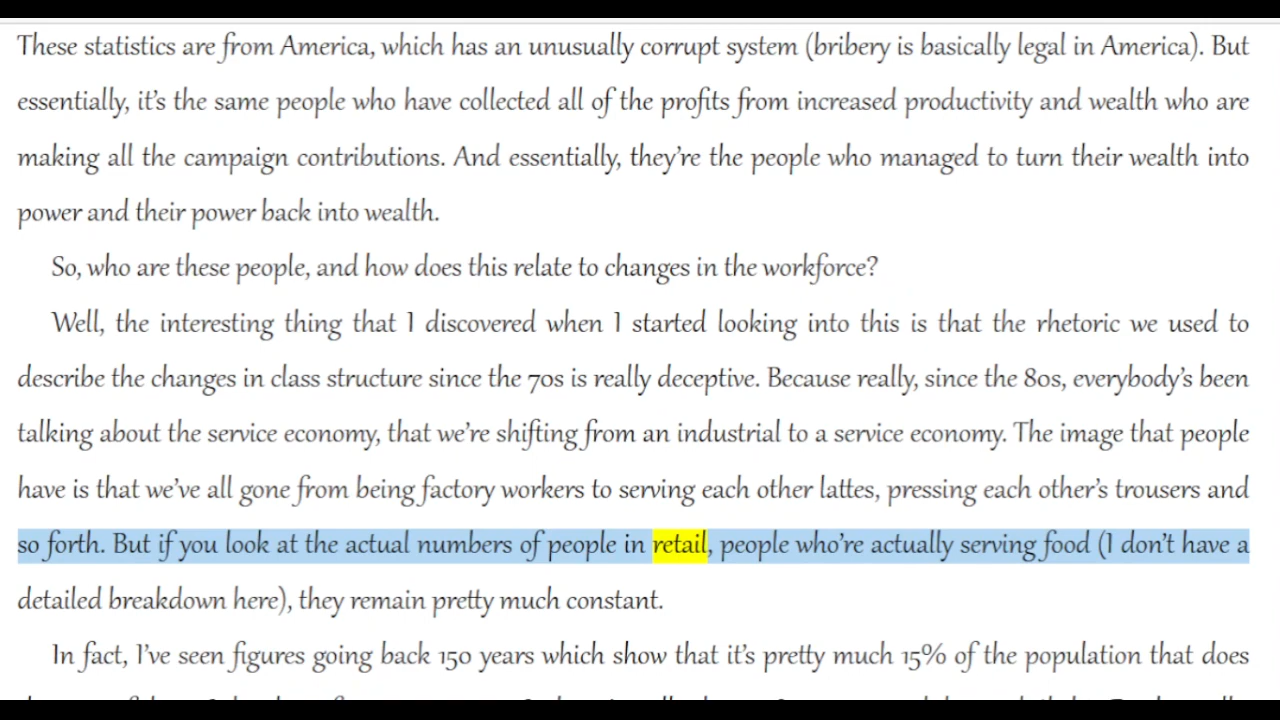 These statistics are from America, which has an unusually corrupt system (bribery is basically legal in America). But
essentially, it's the same people who have collected all of the profits from increased productivity and wealth who are
making all the campaign contributions. And essentially, they're the people who managed to turn their wealth into
power and their power back into wealth.
So, who are these people, and how does this relate to changes in the workforce?
Well, the interesting thing that I discovered when I started looking into this is that the rhetoric we used to
describe the changes in class structure since the 70s is really deceptive. Because really, since the 80s, everybody's been
talking about the service economy, that we're shifting from an industrial to a service economy. The image that people
have is that we've all gone from being factory workers to serving each other lattes, pressing each other's trousers and
so forth. But if you look at the actual numbers of people in retail, people who're actually serving food (I don't have a
detailed breakdown here), they remain pretty much constant.
In fact, I've seen figures going back 150 years which show that it's pretty much 15% of the population that does